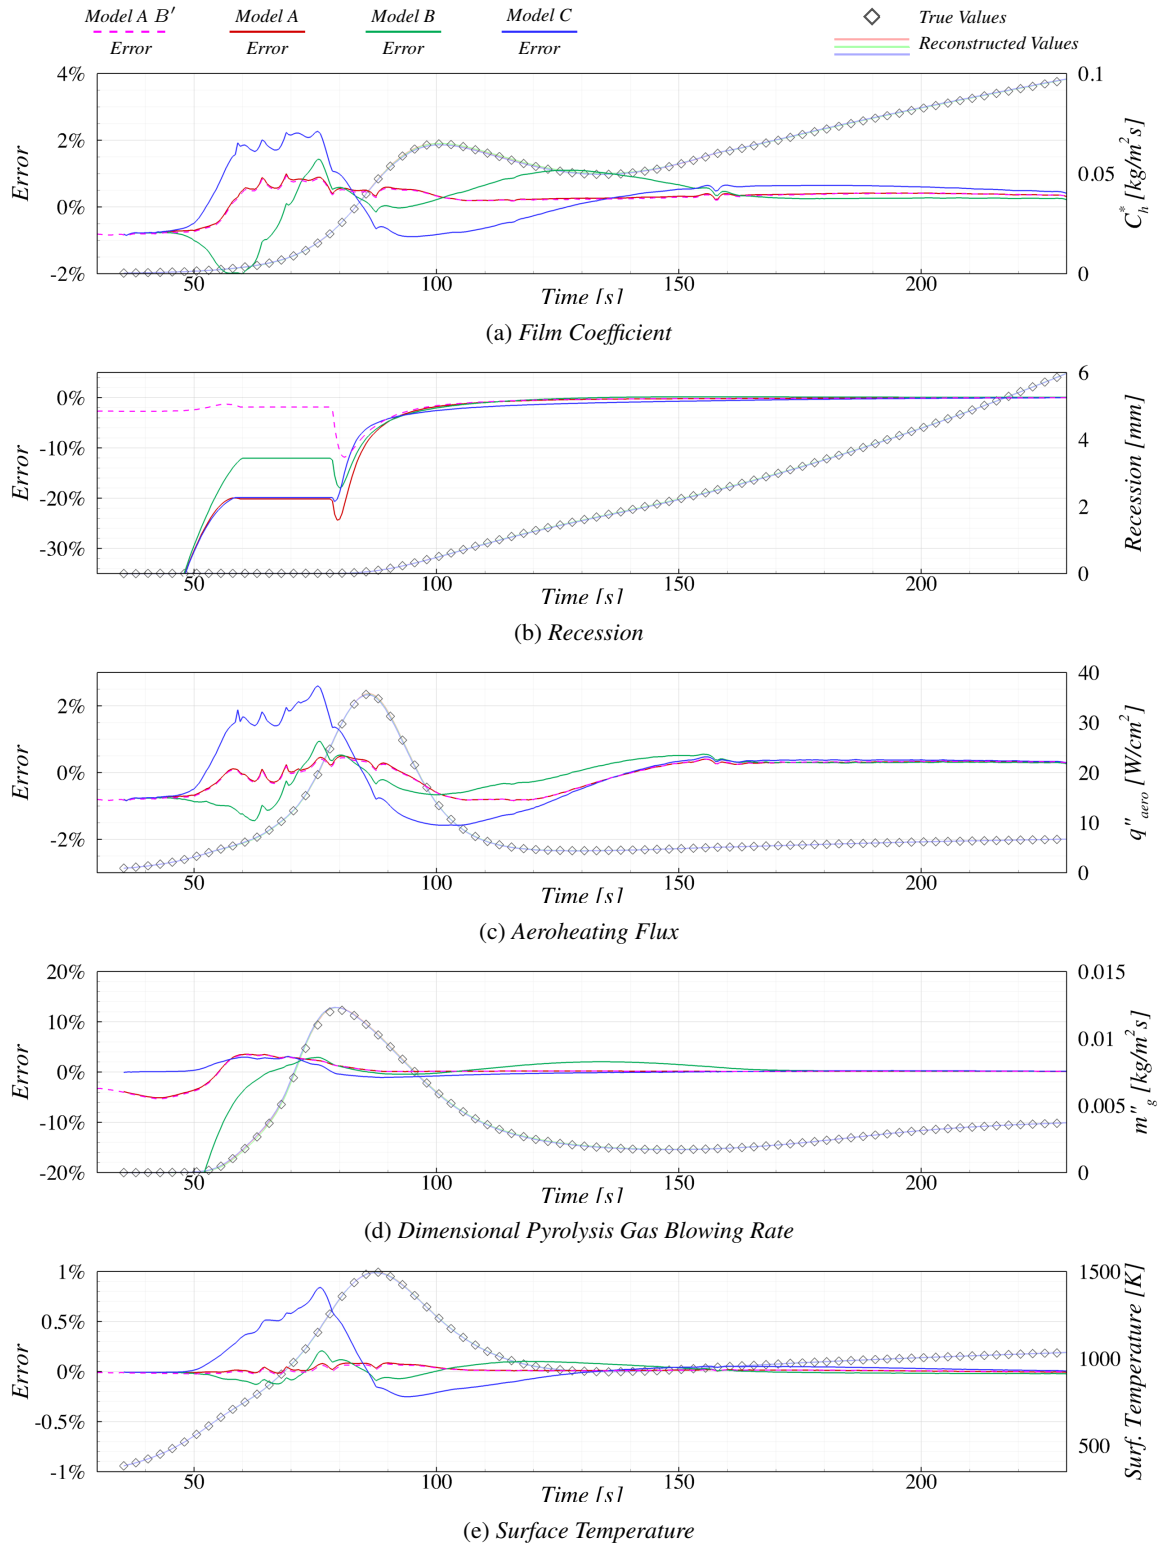 Model A B′ Model A Model B Model C True Values
Error Error Error Error Reconstructed Values
4% 0.1
2%
Error 0.05 C*h [kg/m²s]
0%
-2% 0
50 100 150 200
Time [s]
(a) Film Coefficient
0% 6
-10% 4
Error Recession [mm]
-20% 2
-30%
0
50 100 150 200
Time [s]
(b) Recession
40
2% 30
Error 0% 20 q″aero [W/cm²]
-2% 10
0
50 100 150 200
Time [s]
(c) Aeroheating Flux
20% 0.015
10% 0.01
Error 0% m″g [kg/m²s]
-10% 0.005
-20% 0
50 100 150 200
Time [s]
(d) Dimensional Pyrolysis Gas Blowing Rate
1% 1500
0.5%
Error 0% 1000 Surf. Temperature [K]
-0.5% 500
-1%
50 100 150 200
Time [s]
(e) Surface Temperature